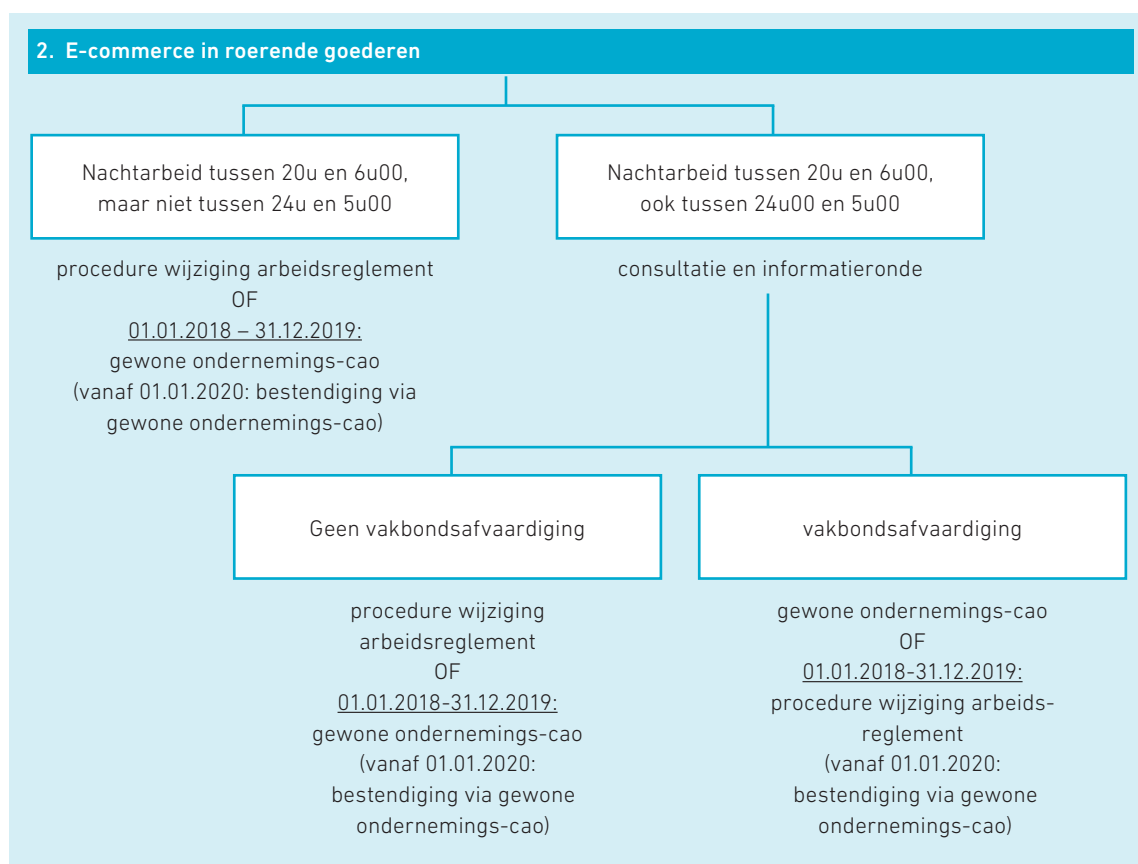 2. E-commerce in roerende goederen
Nachtarbeid tussen 20u en 6u00,
maar niet tussen 24u en 5u00
Nachtarbeid tussen 20u en 6u00,
ook tussen 24u00 en 5u00
procedure wijziging arbeidsreglement
OF
01.01.2018 – 31.12.2019:
gewone ondernemings-cao
(vanaf 01.01.2020: bestendiging via
gewone ondernemings-cao)
consultatie en informatieronde
Geen vakbondsafvaardiging
vakbondsafvaardiging
procedure wijziging
arbeidsreglement
OF
01.01.2018-31.12.2019:
gewone ondernemings-cao
(vanaf 01.01.2020:
bestendiging via gewone
ondernemings-cao)
gewone ondernemings-cao
OF
01.01.2018-31.12.2019:
procedure wijziging arbeids-
reglement
(vanaf 01.01.2020:
bestendiging via gewone
ondernemings-cao)